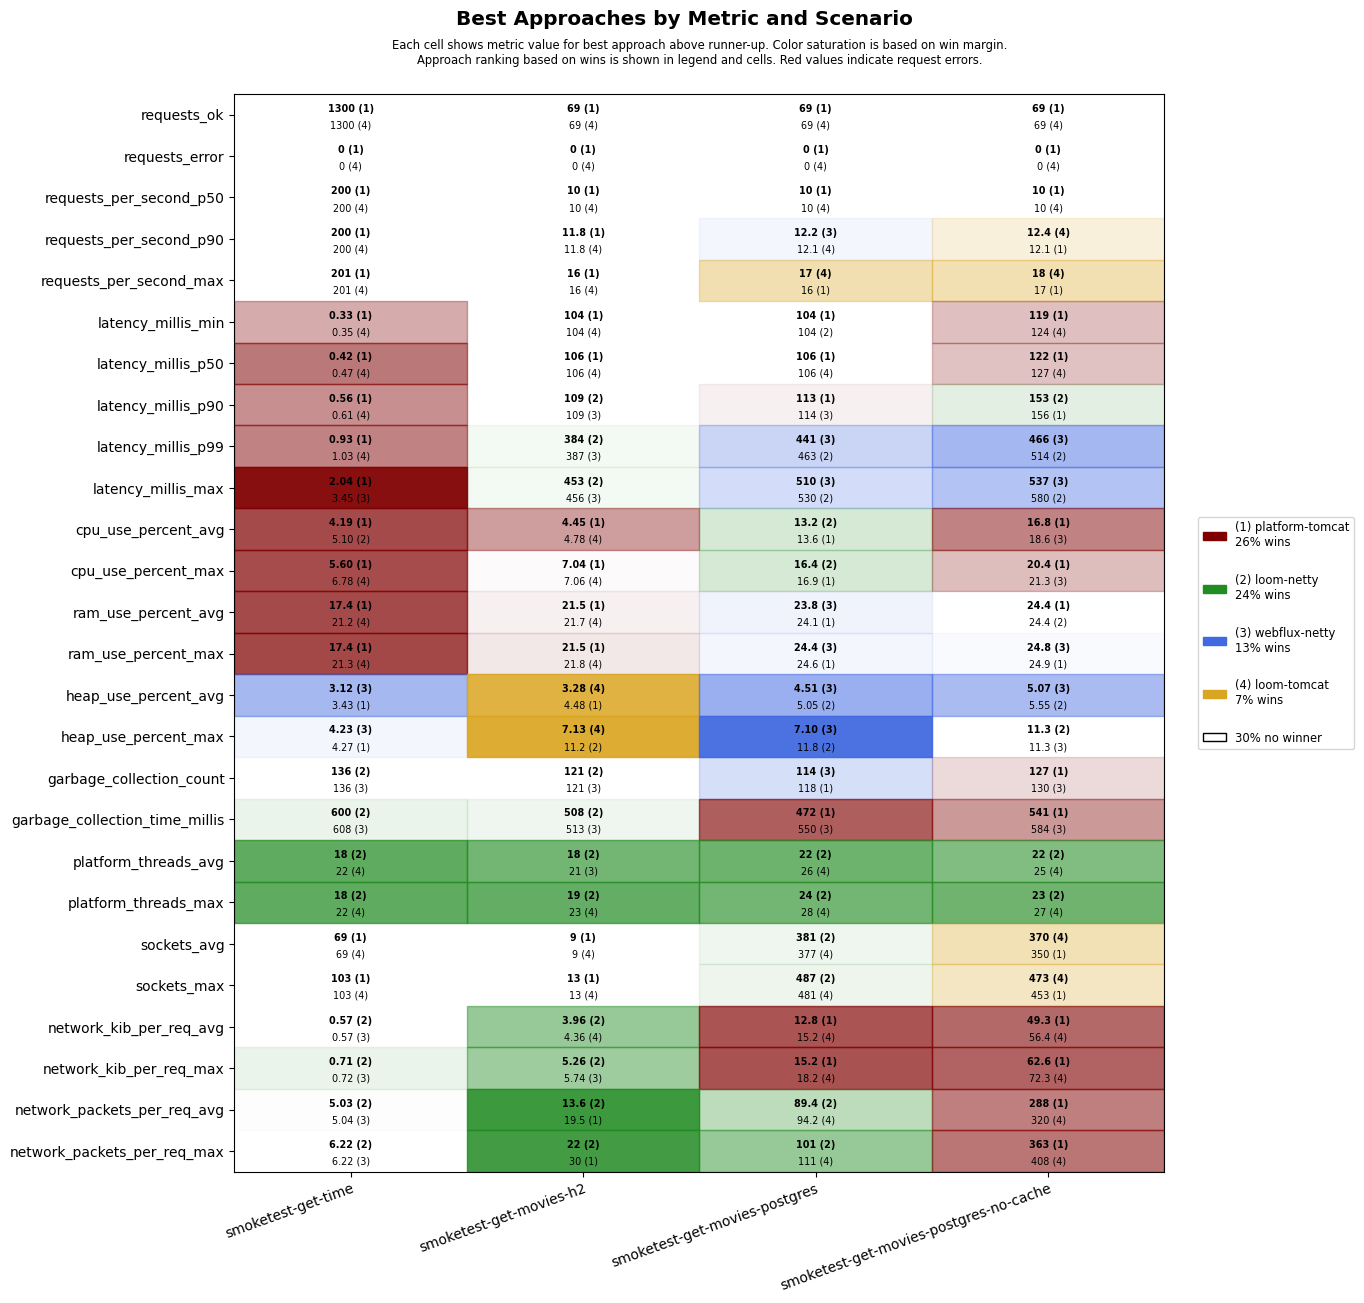 Best Approaches by Metric and Scenario
Each cell shows metric value for best approach above runner-up. Color saturation is based on win margin.
Approach ranking based on wins is shown in legend and cells. Red values indicate request errors.
requests_ok
1300 (1) 69 (1) 69 (1) 69 (1)
1300 (4) 69 (4) 69 (4) 69 (4)
requests_error
0 (1) 0 (1) 0 (1) 0 (1)
0 (4) 0 (4) 0 (4) 0 (4)
requests_per_second_p50
200 (1) 10 (1) 10 (1) 10 (1)
200 (4) 10 (4) 10 (4) 10 (4)
requests_per_second_p90
200 (1) 11.8 (1) 12.2 (3) 12.4 (4)
200 (4) 11.8 (4) 12.1 (4) 12.1 (1)
requests_per_second_max
201 (1) 16 (1) 17 (4) 18 (4)
201 (4) 16 (4) 16 (1) 17 (1)
latency_millis_min
0.33 (1) 104 (1) 104 (1) 119 (1)
0.35 (4) 104 (4) 104 (2) 124 (4)
latency_millis_p50
0.42 (1) 106 (1) 106 (1) 122 (1)
0.47 (4) 106 (4) 106 (4) 127 (4)
latency_millis_p90
0.56 (1) 109 (2) 113 (1) 153 (2)
0.61 (4) 109 (3) 114 (3) 156 (1)
latency_millis_p99
0.93 (1) 384 (2) 441 (3) 466 (3)
1.03 (4) 387 (3) 463 (2) 514 (2)
latency_millis_max
2.04 (1) 453 (2) 510 (3) 537 (3)
3.45 (3) 456 (3) 530 (2) 580 (2)
cpu_use_percent_avg
4.19 (1) 4.45 (1) 13.2 (2) 16.8 (1)
5.10 (2) 4.78 (4) 13.6 (1) 18.6 (3)
cpu_use_percent_max
5.60 (1) 7.04 (1) 16.4 (2) 20.4 (1)
6.78 (4) 7.06 (4) 16.9 (1) 21.3 (3)
ram_use_percent_avg
17.4 (1) 21.5 (1) 23.8 (3) 24.4 (1)
21.2 (4) 21.7 (4) 24.1 (1) 24.4 (2)
ram_use_percent_max
17.4 (1) 21.5 (1) 24.4 (3) 24.8 (3)
21.3 (4) 21.8 (4) 24.6 (1) 24.9 (1)
heap_use_percent_avg
3.12 (3) 3.28 (4) 4.51 (3) 5.07 (3)
3.43 (1) 4.48 (1) 5.05 (2) 5.55 (2)
heap_use_percent_max
4.23 (3) 7.13 (4) 7.10 (3) 11.3 (2)
4.27 (1) 11.2 (2) 11.8 (2) 11.3 (3)
garbage_collection_count
136 (2) 121 (2) 114 (3) 127 (1)
136 (3) 121 (3) 118 (1) 130 (3)
garbage_collection_time_millis
600 (2) 508 (2) 472 (1) 541 (1)
608 (3) 513 (3) 550 (3) 584 (3)
platform_threads_avg
18 (2) 18 (2) 22 (2) 22 (2)
22 (4) 21 (3) 26 (4) 25 (4)
platform_threads_max
18 (2) 19 (2) 24 (2) 23 (2)
22 (4) 23 (4) 28 (4) 27 (4)
sockets_avg
69 (1) 9 (1) 381 (2) 370 (4)
69 (4) 9 (4) 377 (4) 350 (1)
sockets_max
103 (1) 13 (1) 487 (2) 473 (4)
103 (4) 13 (4) 481 (4) 453 (1)
network_kib_per_req_avg
0.57 (2) 3.96 (2) 12.8 (1) 49.3 (1)
0.57 (3) 4.36 (4) 15.2 (4) 56.4 (4)
network_kib_per_req_max
0.71 (2) 5.26 (2) 15.2 (1) 62.6 (1)
0.72 (3) 5.74 (3) 18.2 (4) 72.3 (4)
network_packets_per_req_avg
5.03 (2) 13.6 (2) 89.4 (2) 288 (1)
5.04 (3) 19.5 (1) 94.2 (4) 320 (4)
network_packets_per_req_max
6.22 (2) 22 (2) 101 (2) 363 (1)
6.22 (3) 30 (1) 111 (4) 408 (4)
smoketest-get-time
smoketest-get-movies-h2
smoketest-get-movies-postgres
smoketest-get-movies-postgres-no-cache
(1) platform-tomcat
26% wins
(2) loom-netty
24% wins
(3) webflux-netty
13% wins
(4) loom-tomcat
7% wins
30% no winner